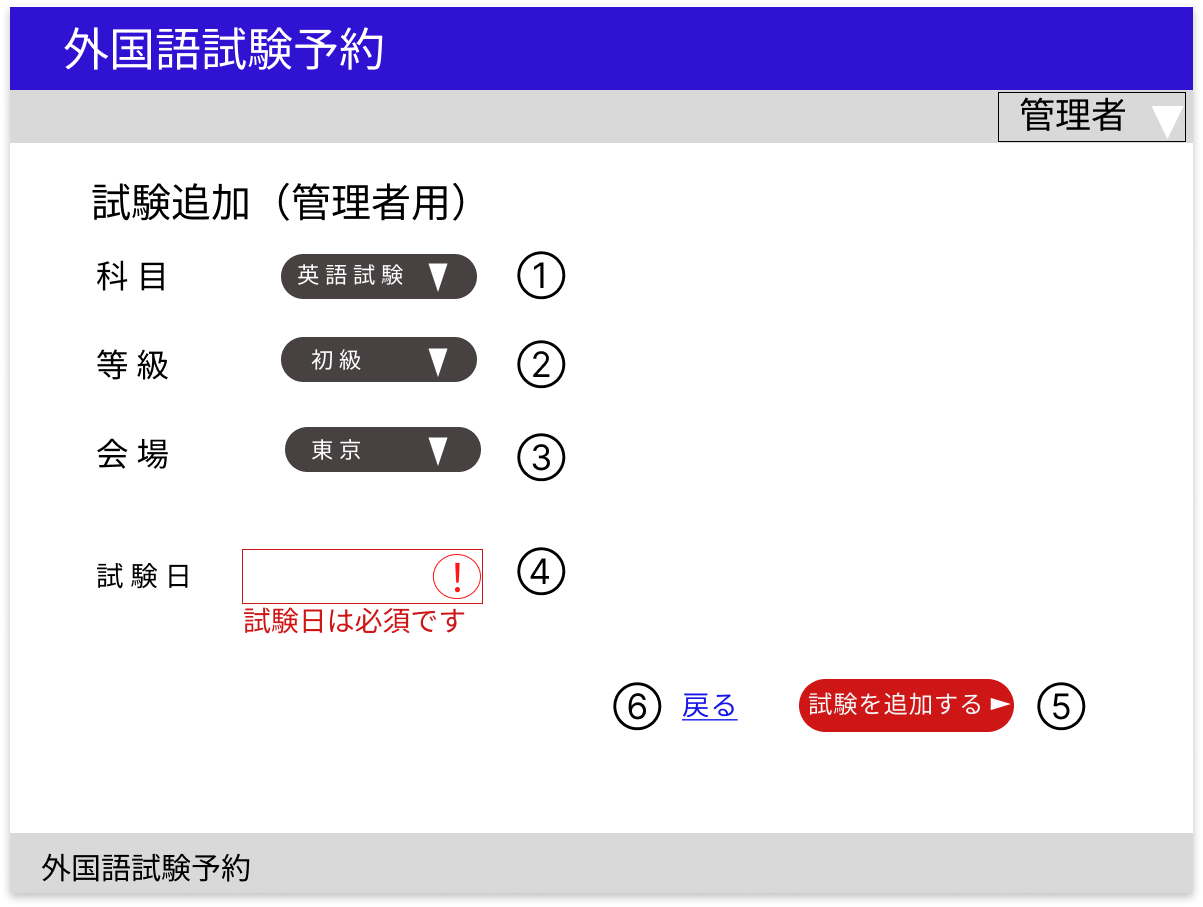 外国語試験予約
管理者 ▼
試験追加（管理者用）
科目 英語試験 ▼ ①
等級 初級 ▼ ②
会場 東京 ▼ ③
試験日 ! ④
試験日は必須です
⑥ 戻る 試験を追加する ► ⑤
外国語試験予約